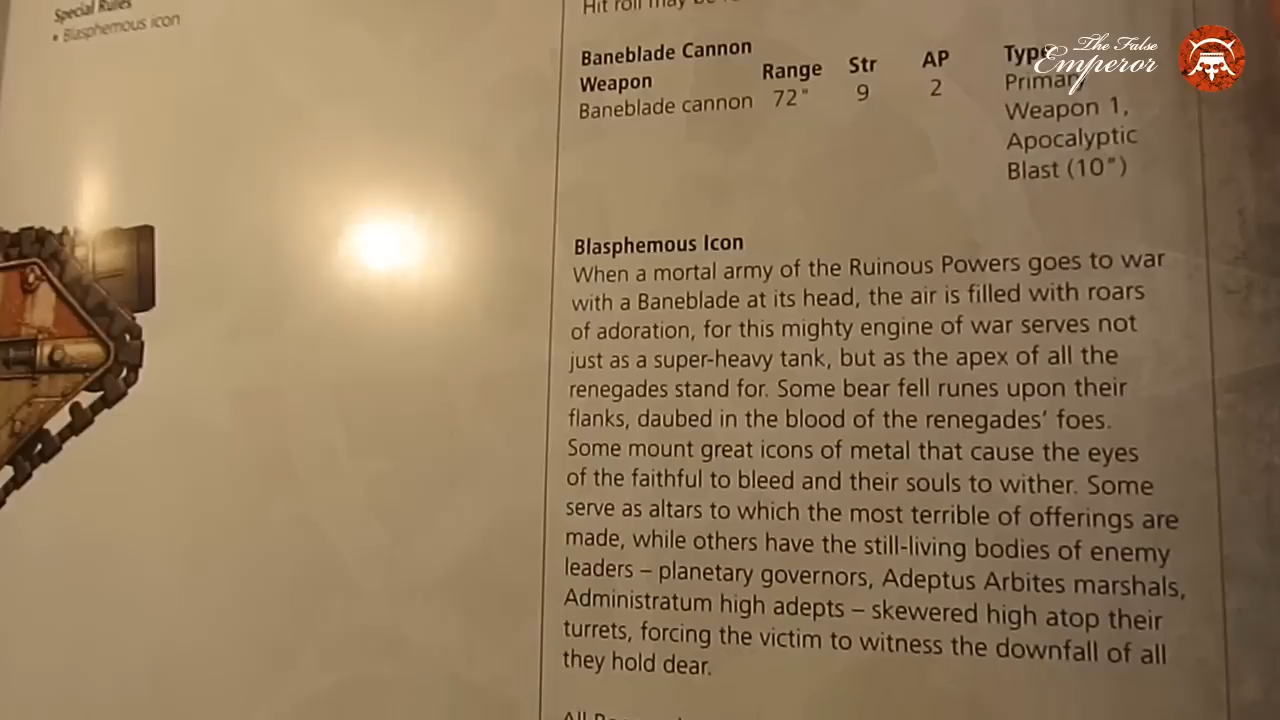 Special Rules
• Blasphemous icon
Hit roll may be
Baneblade Cannon
Weapon Range Str AP Type
Baneblade cannon 72" 9 2 Primary
Weapon 1,
Apocalyptic
Blast (10")
The False
Emperor
Blasphemous Icon
When a mortal army of the Ruinous Powers goes to war
with a Baneblade at its head, the air is filled with roars
of adoration, for this mighty engine of war serves not
just as a super-heavy tank, but as the apex of all the
renegades stand for. Some bear fell runes upon their
flanks, daubed in the blood of the renegades’ foes.
Some mount great icons of metal that cause the eyes
of the faithful to bleed and their souls to wither. Some
serve as altars to which the most terrible of offerings are
made, while others have the still-living bodies of enemy
leaders – planetary governors, Adeptus Arbites marshals,
Administratum high adepts – skewered high atop their
turrets, forcing the victim to witness the downfall of all
they hold dear.
All